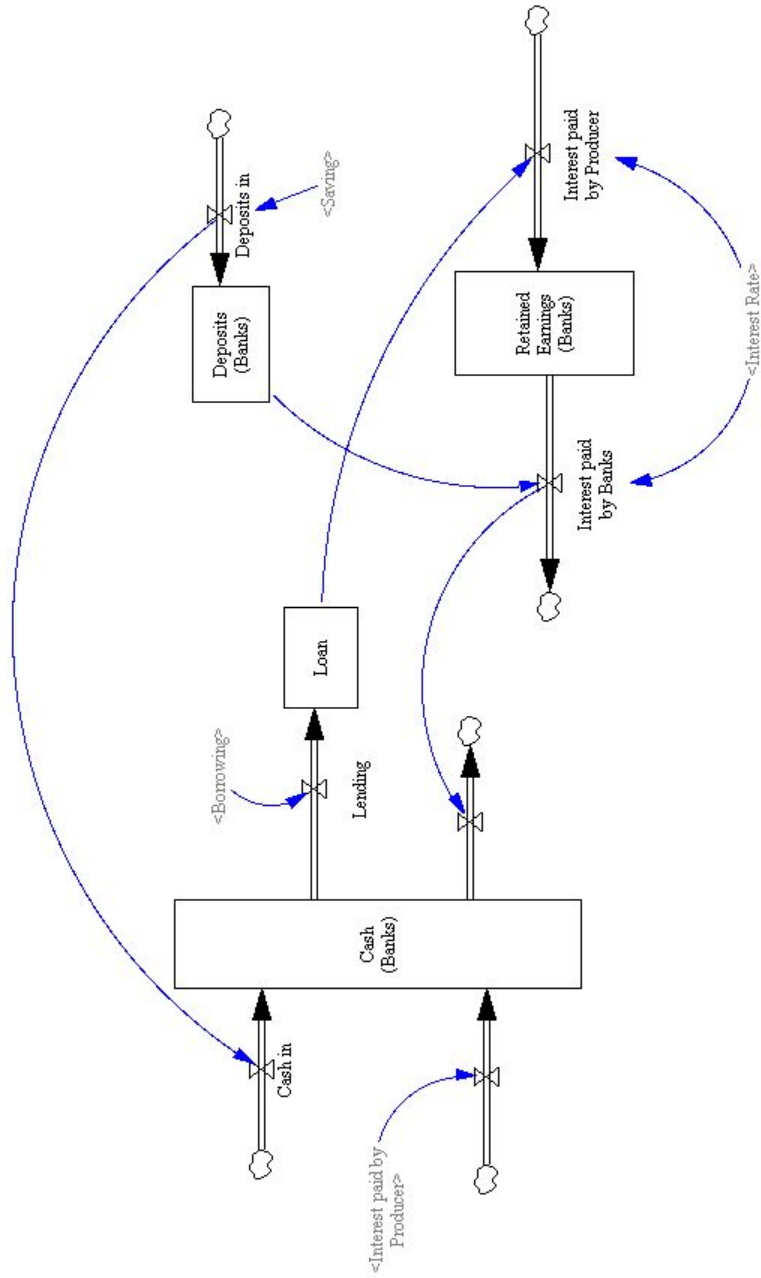 <Interest paid by
Producer>
Cash in
Cash
(Banks)
<Borrowing>
Lending
Loan
Deposits
(Banks)
Deposits in
<Saving>
Interest paid
by Banks
Retained
Earnings
(Banks)
Interest paid
by Producer
<Interest Rate>